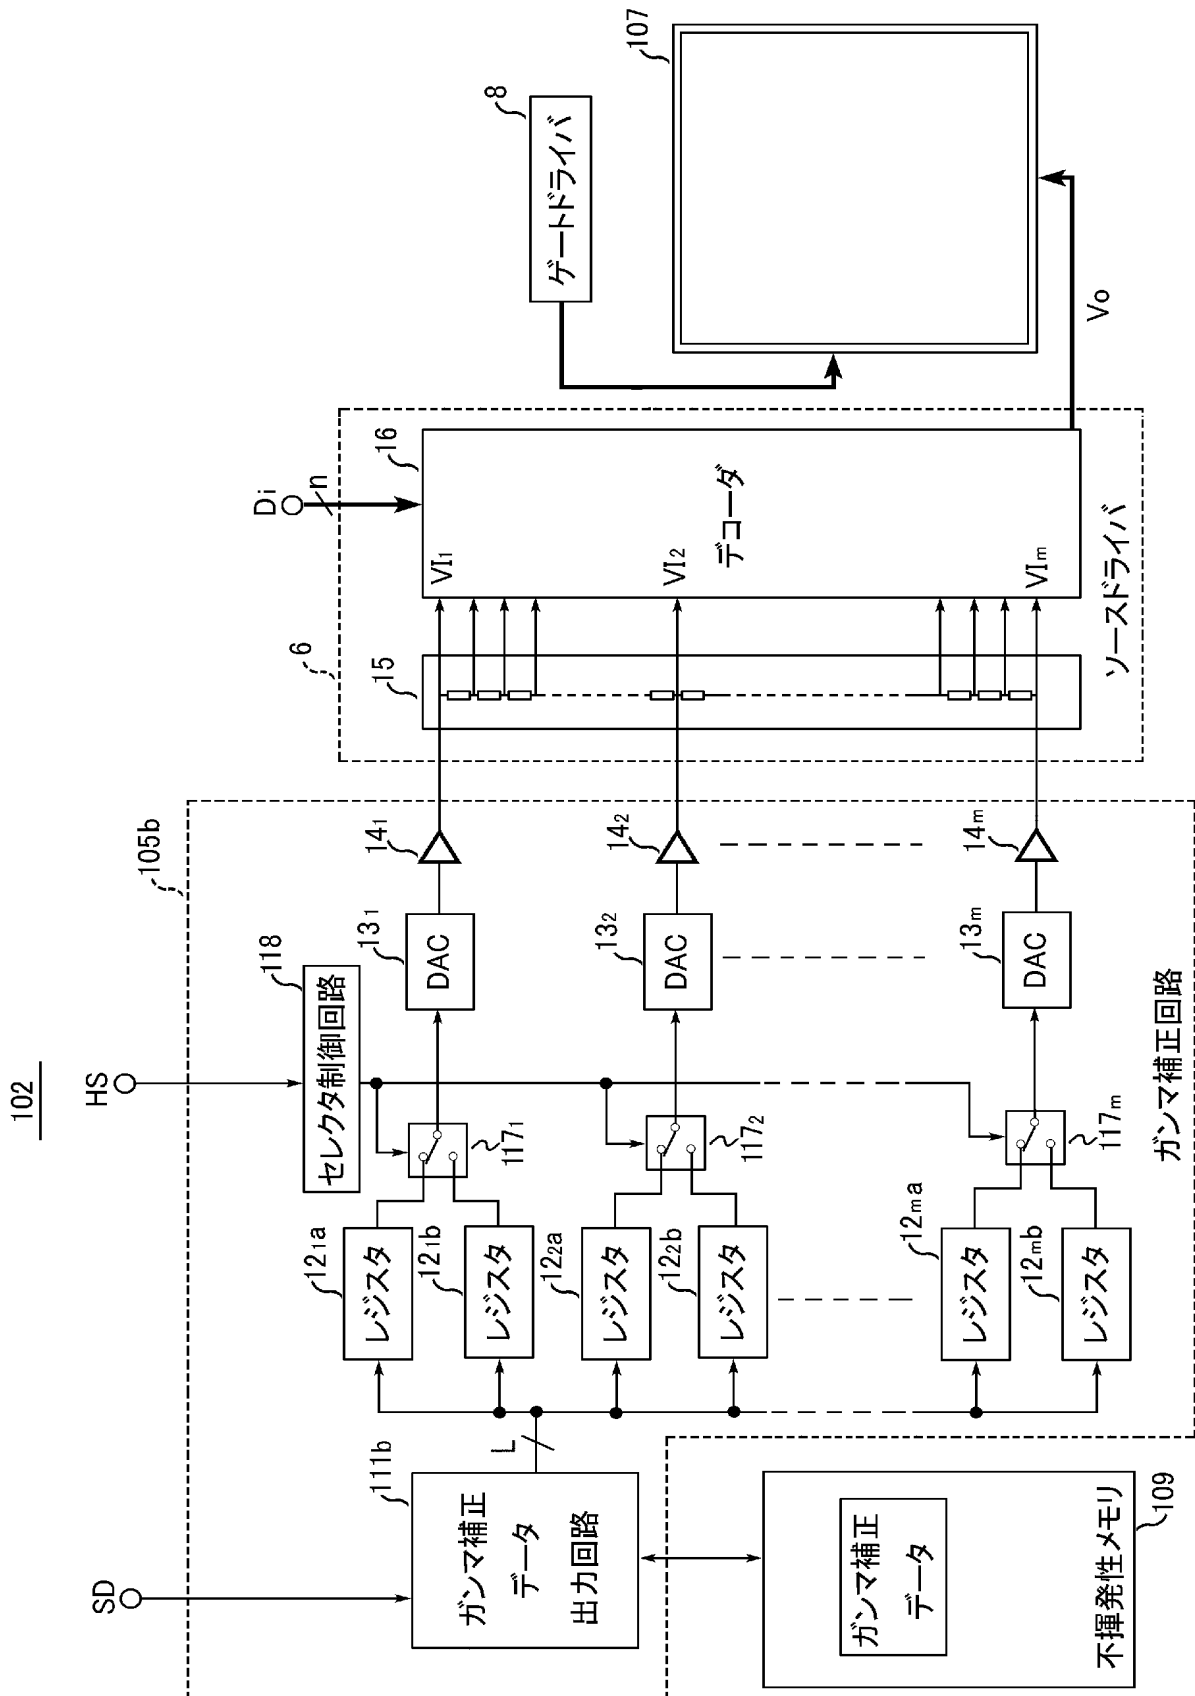 102
SD
HS
Di
n
105b
111b
ガンマ補正
データ
出力回路
L
ガンマ補正
データ
不揮発性メモリ
109
121a
レジスタ
121b
レジスタ
122a
レジスタ
122b
レジスタ
12ma
レジスタ
12mb
レジスタ
118
セレクタ制御回路
1171
1172
117m
131
DAC
132
DAC
13m
DAC
141
142
14m
ガンマ補正回路
6
15
16
VI1
VI2
VIm
デコーダ
ソースドライバ
8
ゲートドライバ
107
Vo